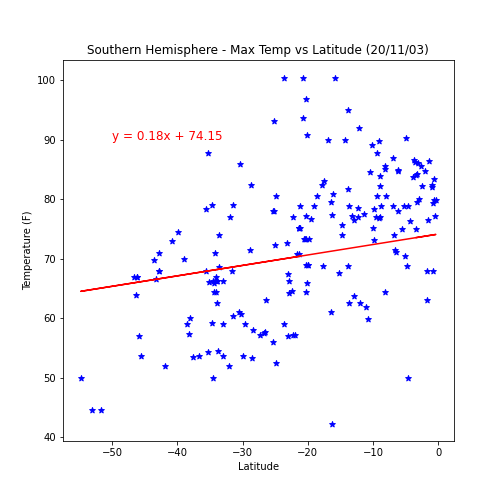 Southern Hemisphere - Max Temp vs Latitude (20/11/03)
100
y = 0.18x + 74.15
90
80
Temperature (F)
70
60
50
40
−50 −40 −30 −20 −10 0
Latitude